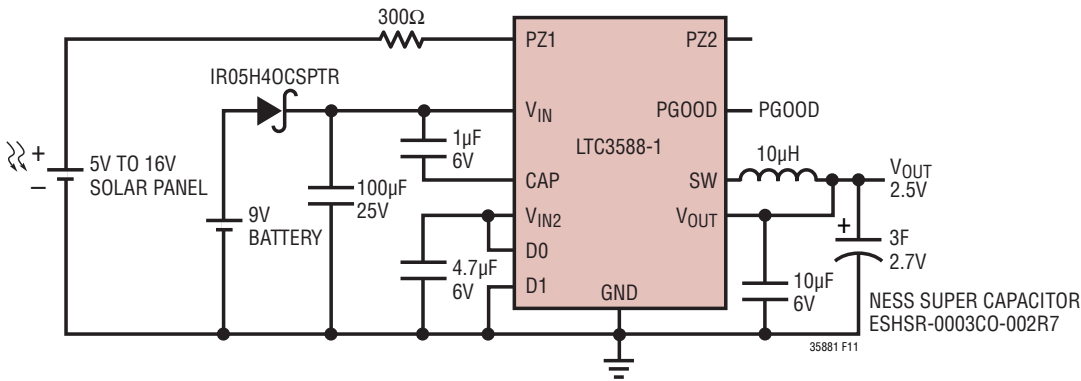 300Ω
PZ1
PZ2
IR05H4OCSPTR
VIN
PGOOD
PGOOD
1µF
6V
LTC3588-1
10µH
+
–
5V TO 16V
SOLAR PANEL
100µF
25V
CAP
SW
VOUT
2.5V
9V
BATTERY
VIN2
VOUT
+
3F
2.7V
D0
4.7µF
6V
D1
10µF
6V
GND
NESS SUPER CAPACITOR
ESHSR-0003CO-002R7
35881 F11